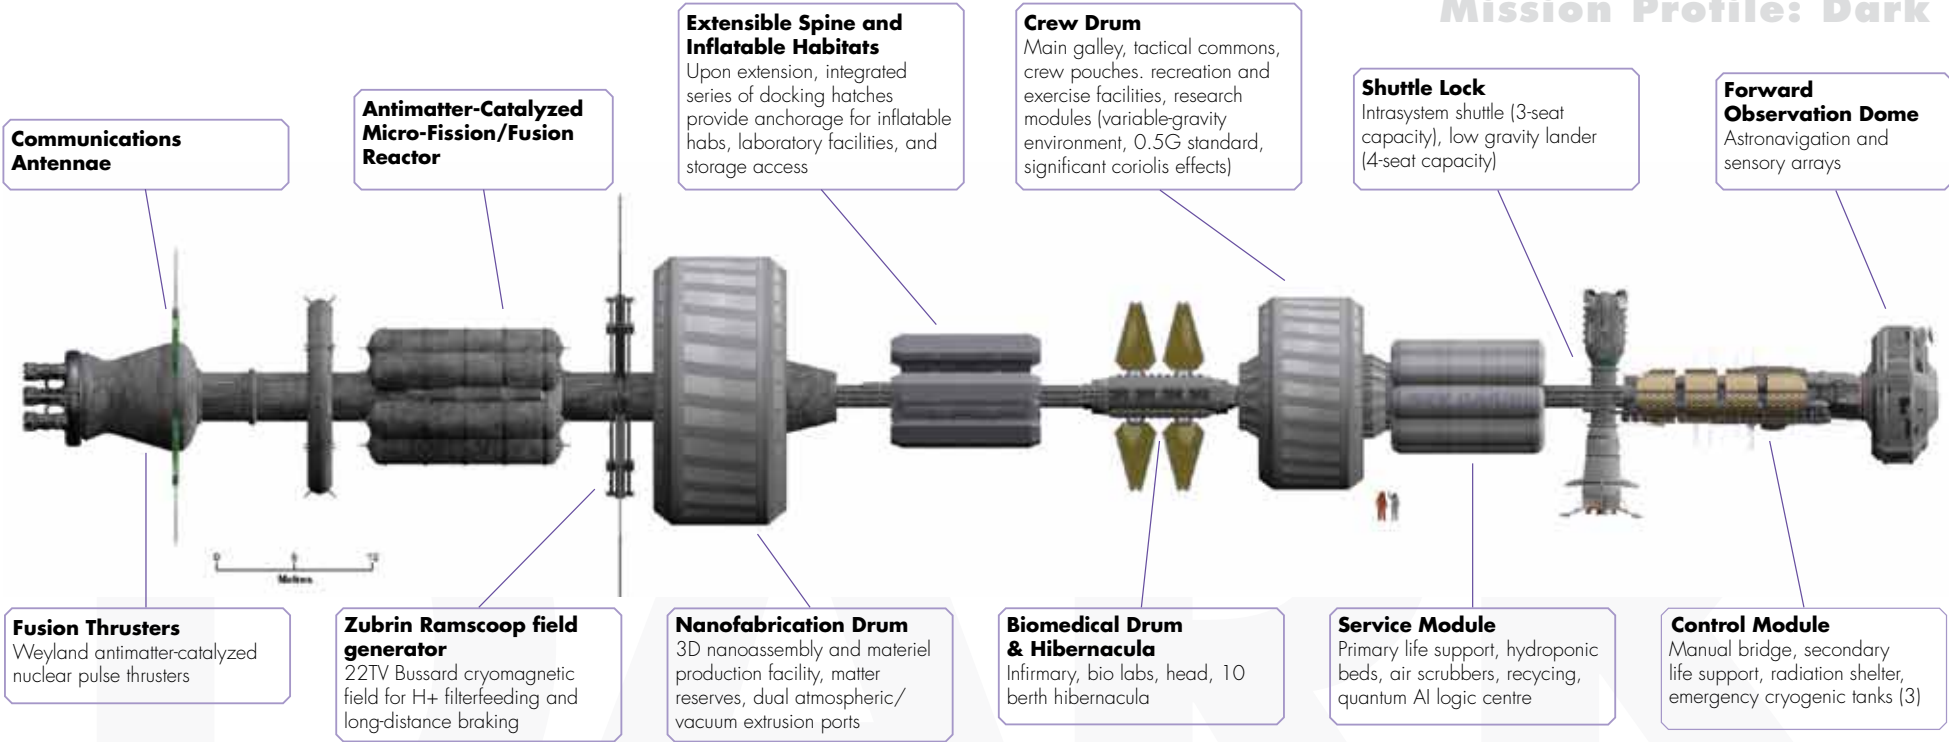 Mission Profile: Dark
Communications
Antennae
Antimatter-Catalyzed
Micro-Fission/Fusion
Reactor
Extensible Spine and
Inflatable Habitats
Upon extension, integrated
series of docking hatches
provide anchorage for inflatable
habs, laboratory facilities, and
storage access
Crew Drum
Main galley, tactical commons,
crew pouches. recreation and
exercise facilities, research
modules (variable-gravity
environment, 0.5G standard,
significant coriolis effects)
Shuttle Lock
Intrasystem shuttle (3-seat
capacity), low gravity lander
(4-seat capacity)
Forward
Observation Dome
Astronavigation and
sensory arrays
0 6 12
Metres
Fusion Thrusters
Weyland antimatter-catalyzed
nuclear pulse thrusters
Zubrin Ramscoop field
generator
22TV Bussard cryomagnetic
field for H+ filterfeeding and
long-distance braking
Nanofabrication Drum
3D nanoassembly and materiel
production facility, matter
reserves, dual atmospheric/
vacuum extrusion ports
Biomedical Drum
& Hibernacula
Infirmary, bio labs, head, 10
berth hibernacula
Service Module
Primary life support, hydroponic
beds, air scrubbers, recycing,
quantum AI logic centre
Control Module
Manual bridge, secondary
life support, radiation shelter,
emergency cryogenic tanks (3)